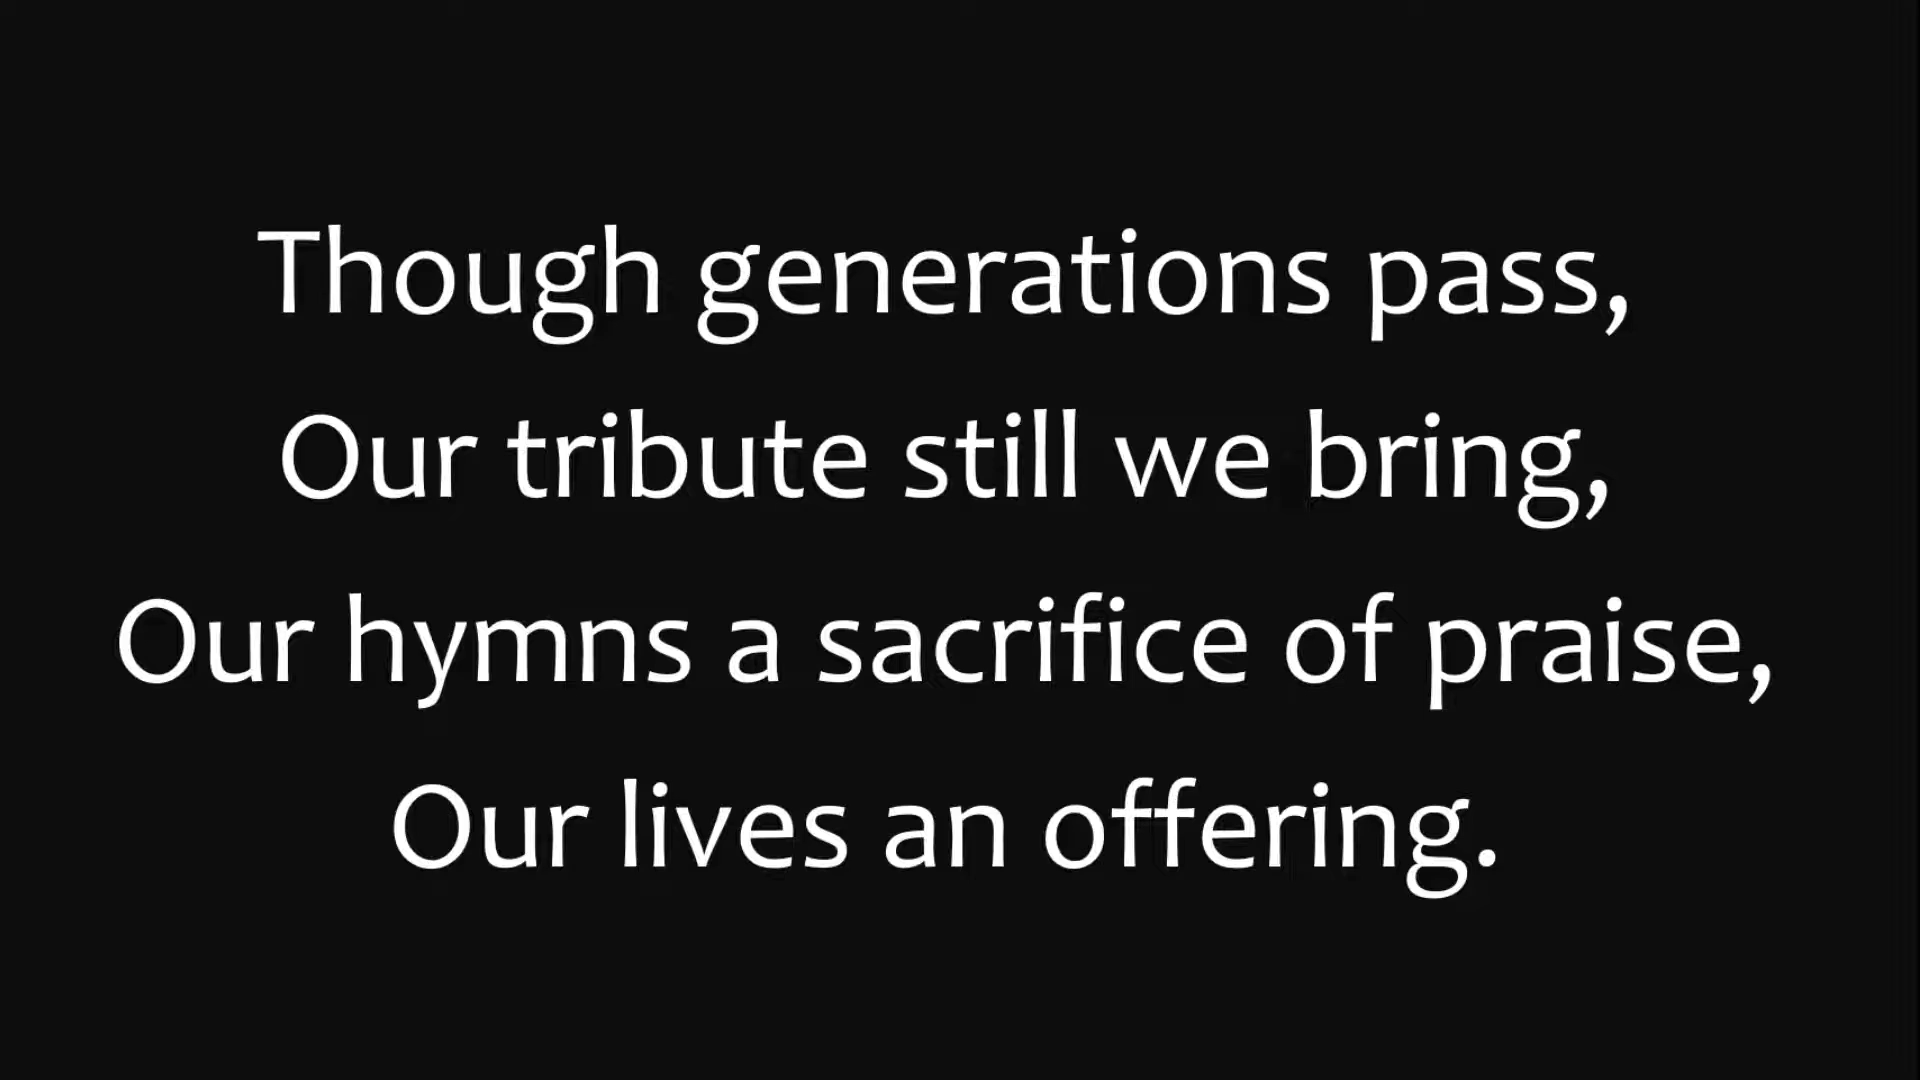 Though generations pass,
Our tribute still we bring,
Our hymns a sacrifice of praise,
Our lives an offering.